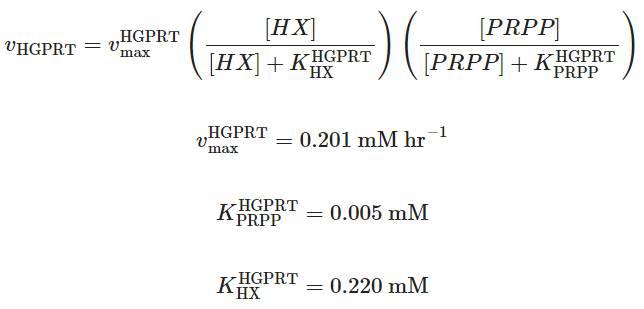 v_HGPRT = v_max^HGPRT ( [HX] / ([HX] + K_HX^HGPRT) ) ( [PRPP] / ([PRPP] + K_PRPP^HGPRT) )
v_max^HGPRT = 0.201 mM hr^−1
K_PRPP^HGPRT = 0.005 mM
K_HX^HGPRT = 0.220 mM